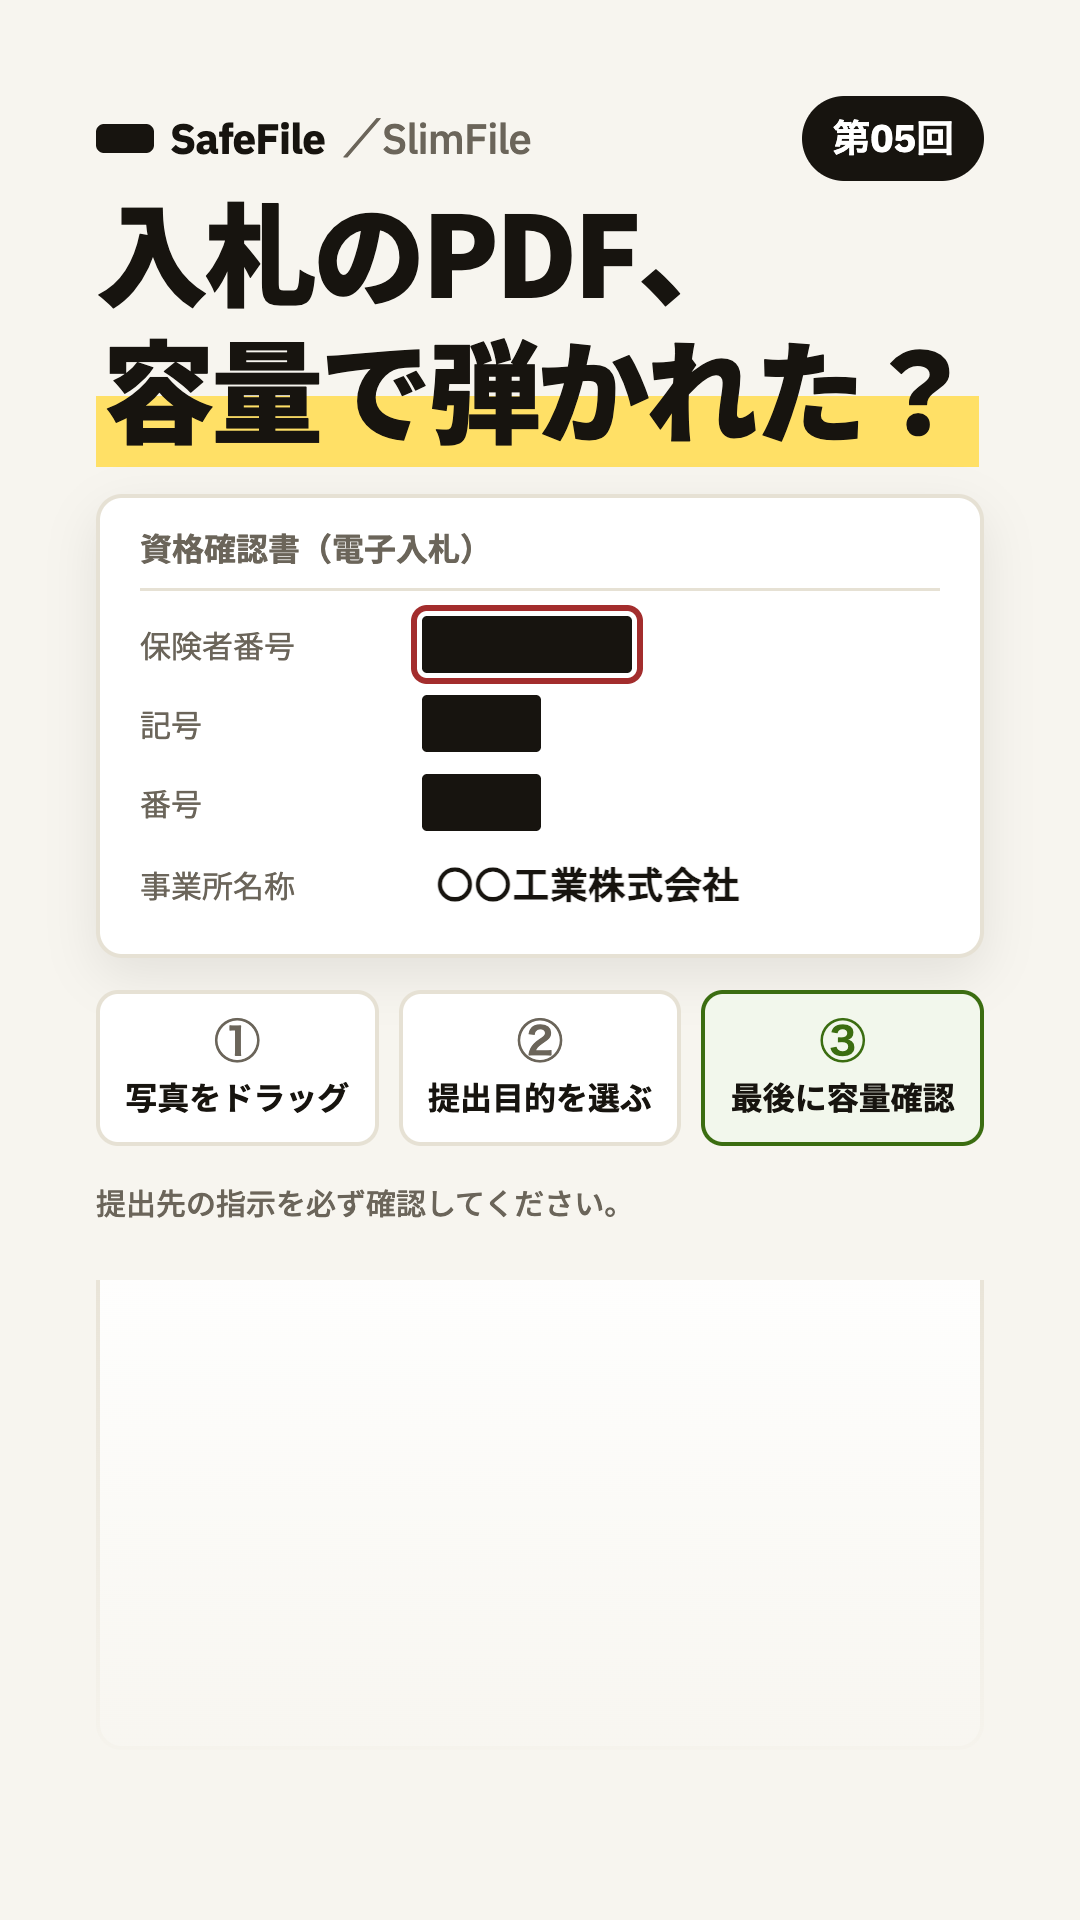 SafeFile ／SlimFile
第05回
入札のPDF、
容量で弾かれた？
資格確認書（電子入札）
保険者番号
記号
番号
事業所名称 〇〇工業株式会社
①
写真をドラッグ
②
提出目的を選ぶ
③
最後に容量確認
提出先の指示を必ず確認してください。